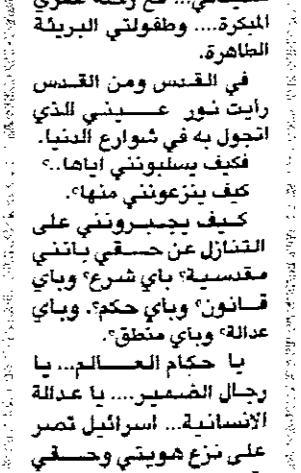 المبكرة.... وطفولتي البريئة
الطاهرة.
في القدس ومن القدس
رايت نور عيني الذي
اتجول به في شوارع الدنيا.
فكيف يسلبونني اياها..؟
كيف ينزعونني منها؟.
كيف يجبرونني على
التنازل عن حقي بانني
مقدسية؟ باي شرع؟ وباي
قانون؟ وباي حكم؟. وباي
عدالة؟ وباي منطق؟.
يا حكام العالم... يا
رجال الضمير.... يا عدالة
الانسانية... اسرائيل تصر
على نزع هويتي وحقي